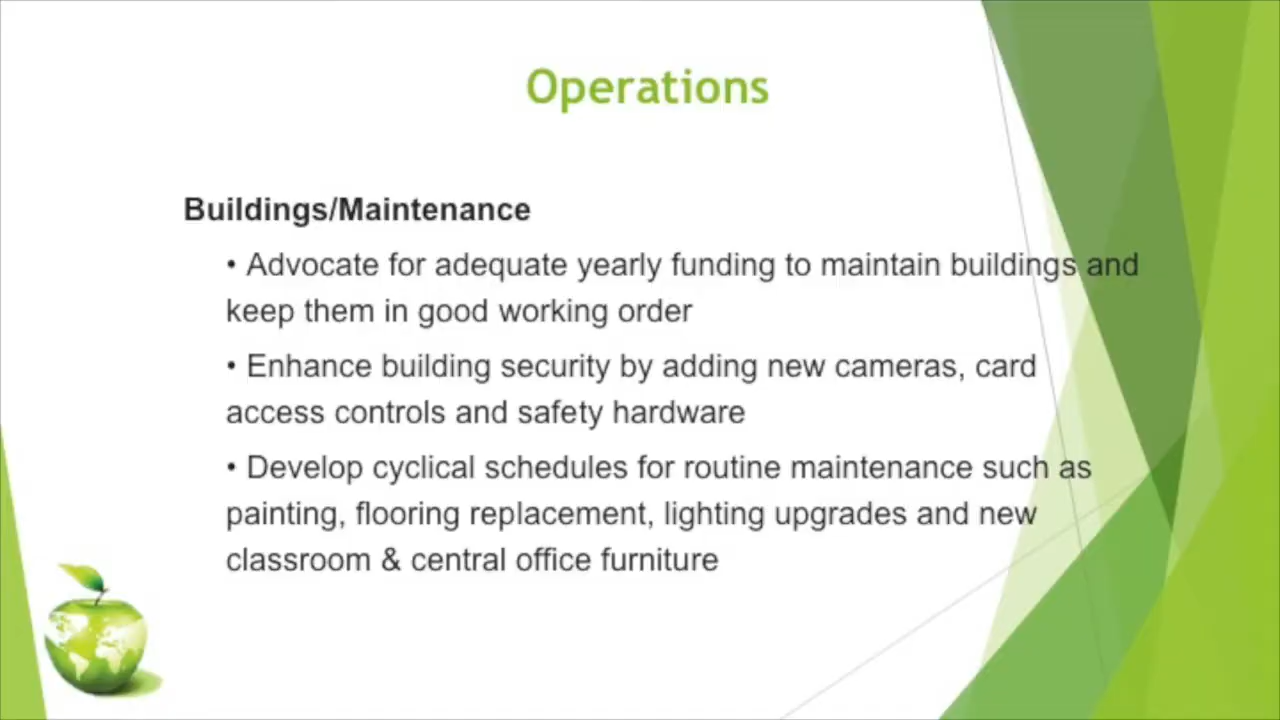 Operations
Buildings/Maintenance
• Advocate for adequate yearly funding to maintain buildings and
keep them in good working order
• Enhance building security by adding new cameras, card
access controls and safety hardware
• Develop cyclical schedules for routine maintenance such as
painting, flooring replacement, lighting upgrades and new
classroom & central office furniture